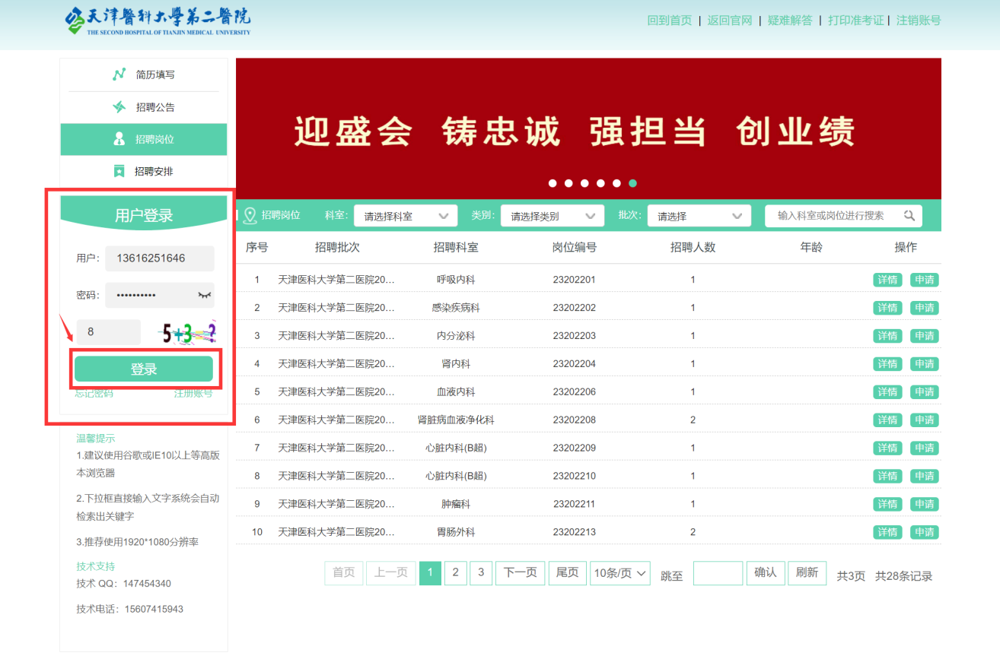 天津醫科大學第二醫院
THE SECOND HOSPITAL OF TIANJIN MEDICAL UNIVERSITY
回到首页 | 返回官网 | 疑难解答 | 打印准考证 | 注销账号
简历填写
招聘公告
招聘岗位
招聘安排
用户登录
用户: 13616251646
密码: ••••••••••
8 5+3=?
登录
忘记密码 注册账号
温馨提示
1.建议使用谷歌或IE10以上等高版
本浏览器
2.下拉框直接输入文字系统会自动
检索出关键字
3.推荐使用1920*1080分辨率
技术支持
技术 QQ: 147454340
技术电话: 15607415943
迎盛会 铸忠诚 强担当 创业绩
招聘岗位 科室: 请选择科室 类别: 请选择类别 批次: 请选择 输入科室或岗位进行搜索
序号 招聘批次 招聘科室 岗位编号 招聘人数 年龄 操作
1 天津医科大学第二医院20... 呼吸内科 23202201 1 详情 申请
2 天津医科大学第二医院20... 感染疾病科 23202202 1 详情 申请
3 天津医科大学第二医院20... 内分泌科 23202203 1 详情 申请
4 天津医科大学第二医院20... 肾内科 23202204 1 详情 申请
5 天津医科大学第二医院20... 血液内科 23202206 1 详情 申请
6 天津医科大学第二医院20... 肾脏病血液净化科 23202208 2 详情 申请
7 天津医科大学第二医院20... 心脏内科(B超) 23202209 1 详情 申请
8 天津医科大学第二医院20... 心脏内科(B超) 23202210 1 详情 申请
9 天津医科大学第二医院20... 肿瘤科 23202211 1 详情 申请
10 天津医科大学第二医院20... 胃肠外科 23202213 2 详情 申请
首页 上一页 1 2 3 下一页 尾页 10条/页 跳至 确认 刷新 共3页 共28条记录